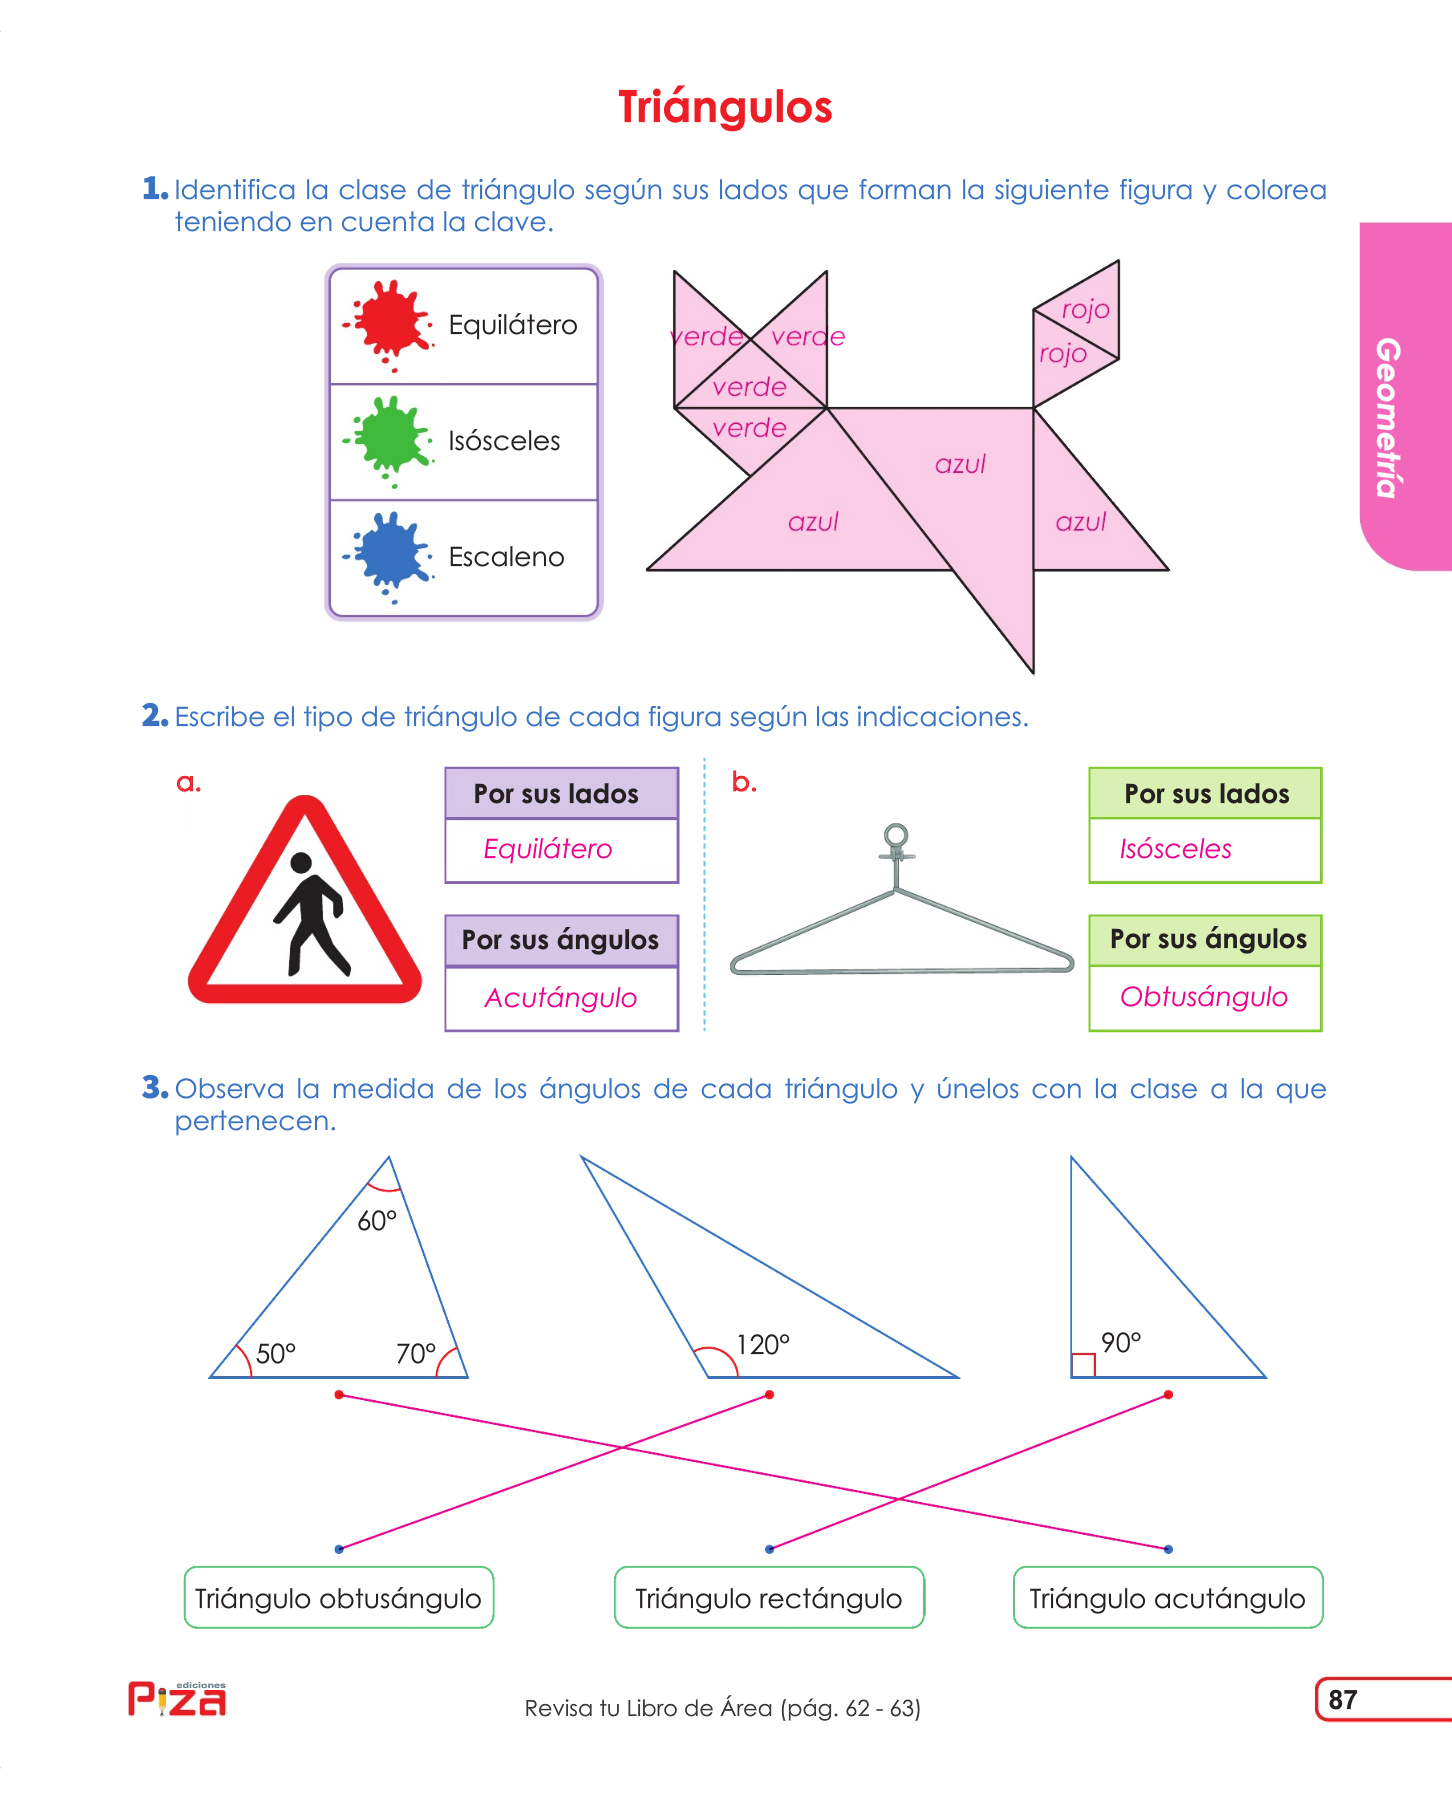 Triángulos
1. Identifica la clase de triángulo según sus lados que forman la siguiente figura y colorea
teniendo en cuenta la clave.
Equilátero
Isósceles
Escaleno
verde
verde
verde
verde
azul
azul
azul
rojo
rojo
Geometría
2. Escribe el tipo de triángulo de cada figura según las indicaciones.
a.
Por sus lados
Equilátero
Por sus ángulos
Acutángulo
b.
Por sus lados
Isósceles
Por sus ángulos
Obtusángulo
3. Observa la medida de los ángulos de cada triángulo y únelos con la clase a la que
pertenecen.
60°
50°
70°
120°
90°
Triángulo obtusángulo
Triángulo rectángulo
Triángulo acutángulo
ediciones
Piza
Revisa tu Libro de Área (pág. 62 - 63)
87